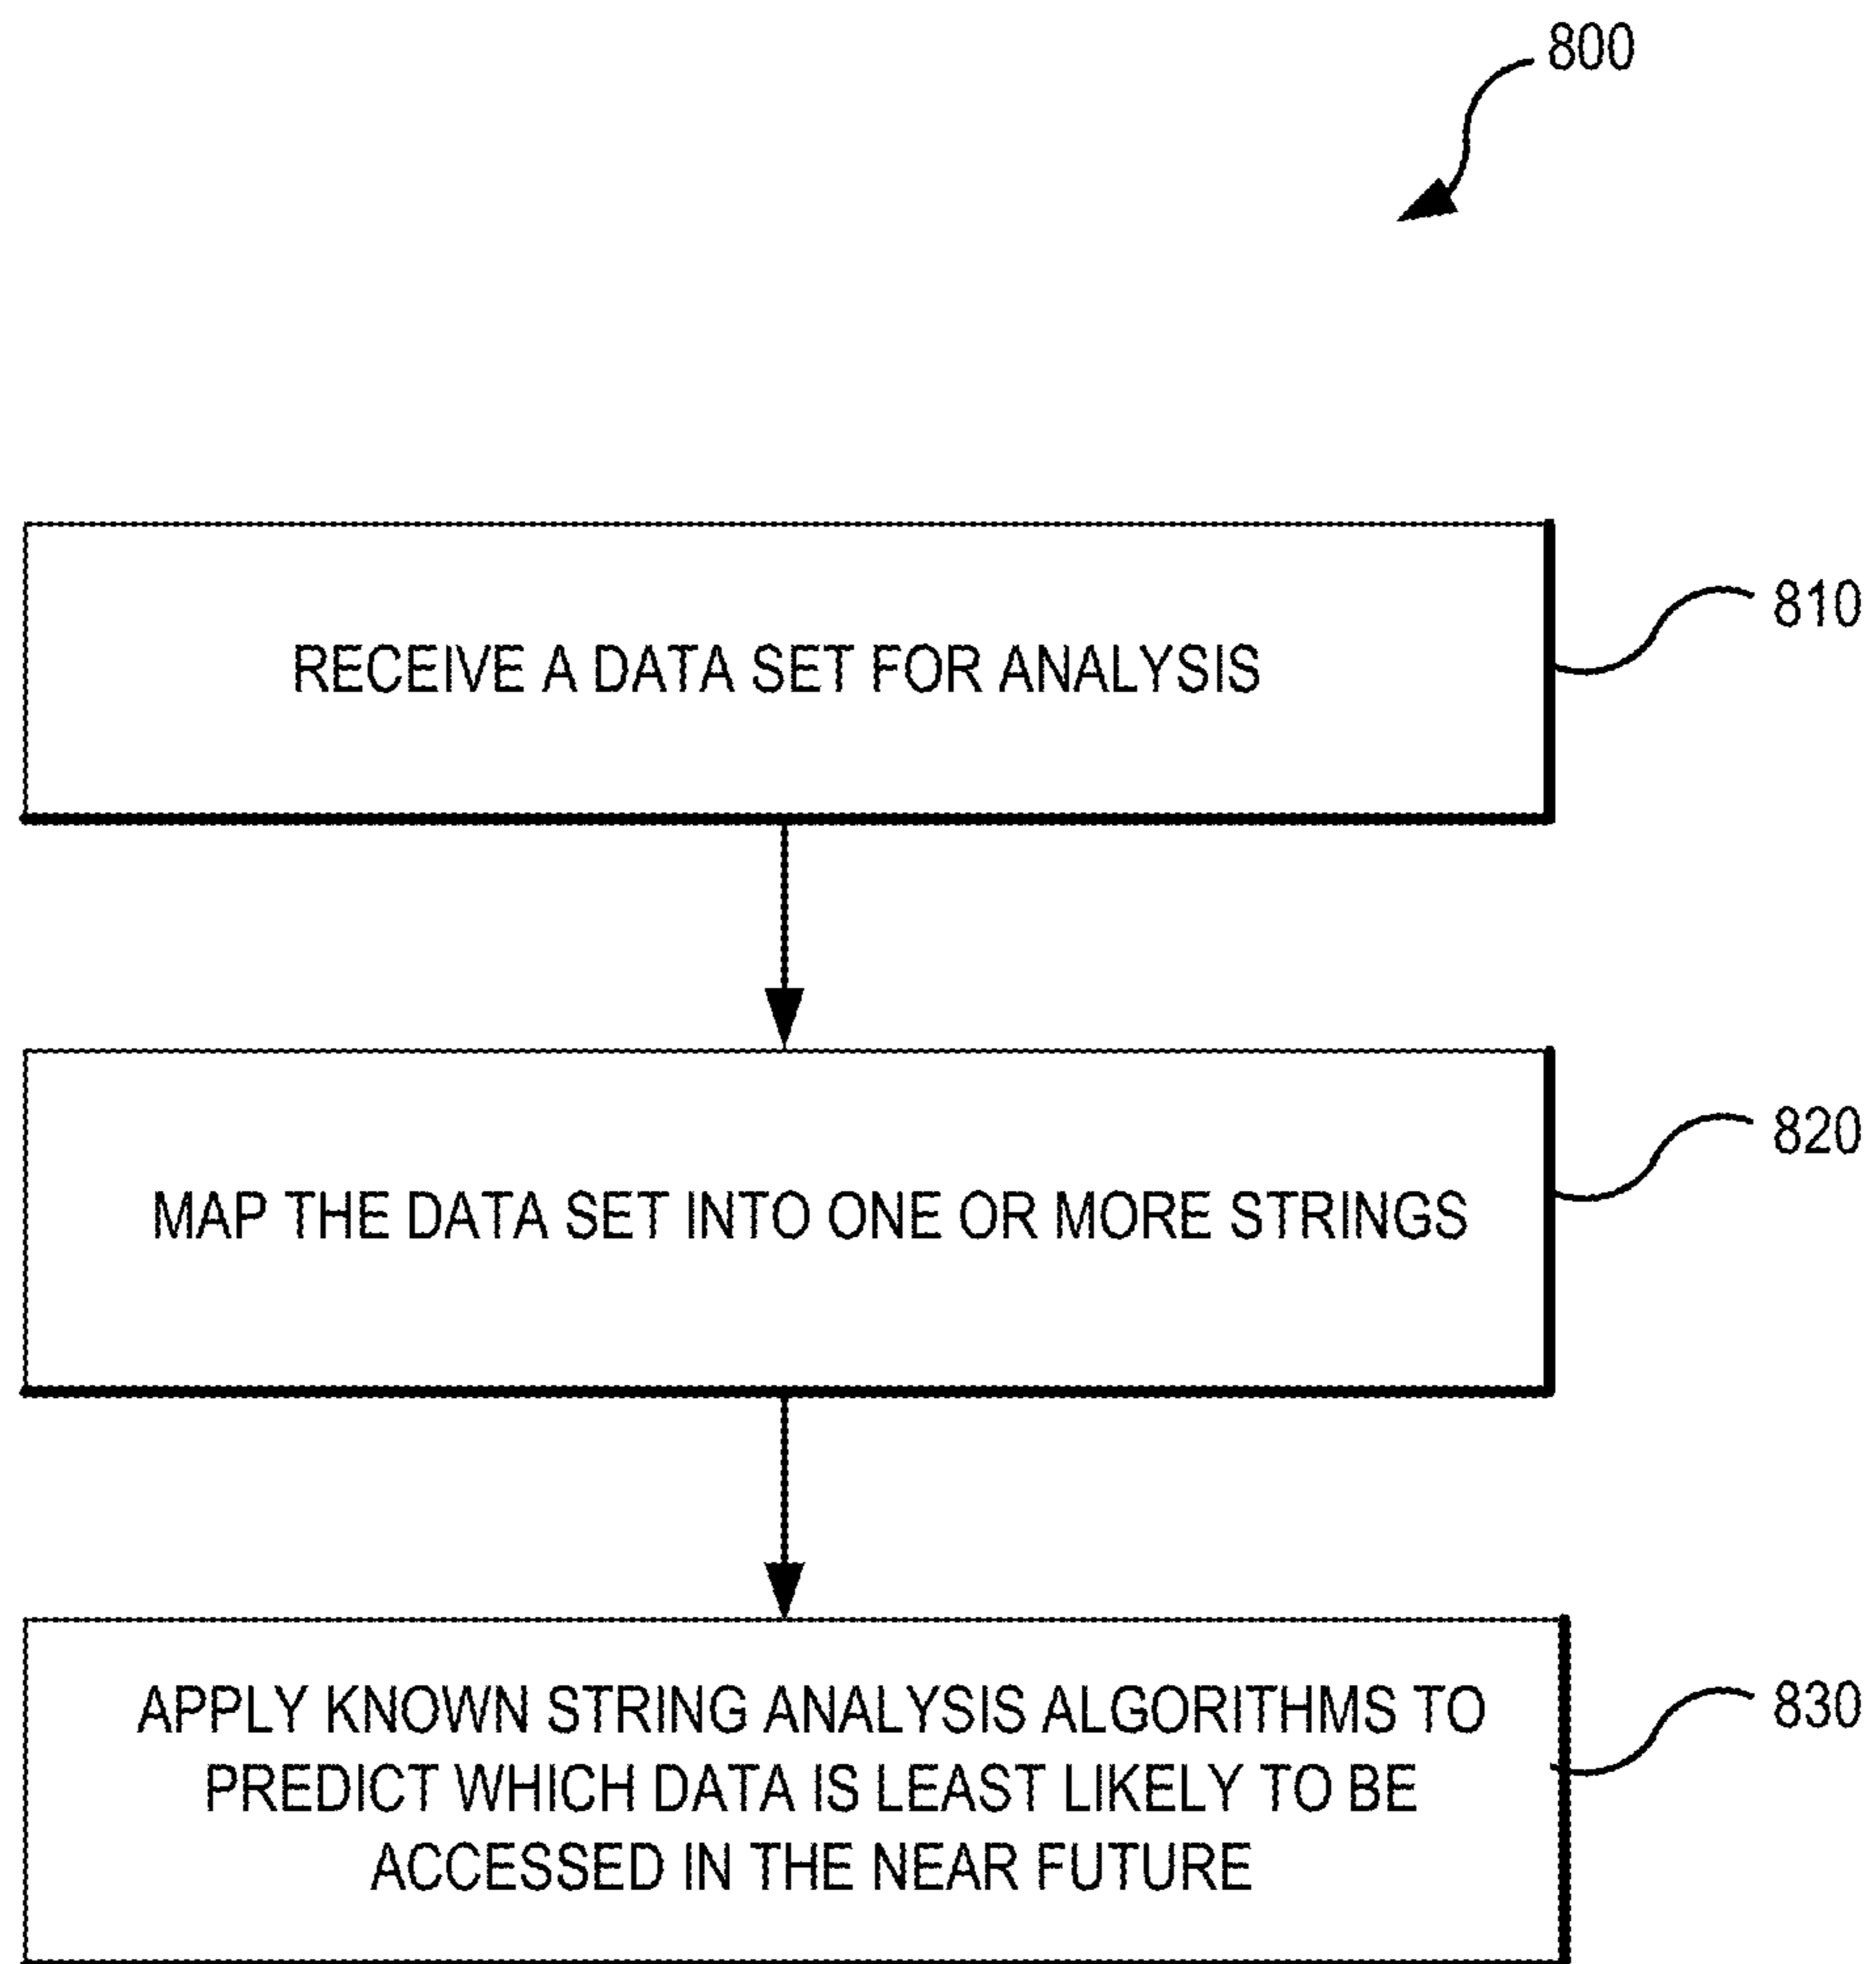 800
RECEIVE A DATA SET FOR ANALYSIS
810
MAP THE DATA SET INTO ONE OR MORE STRINGS
820
APPLY KNOWN STRING ANALYSIS ALGORITHMS TO
PREDICT WHICH DATA IS LEAST LIKELY TO BE
ACCESSED IN THE NEAR FUTURE
830